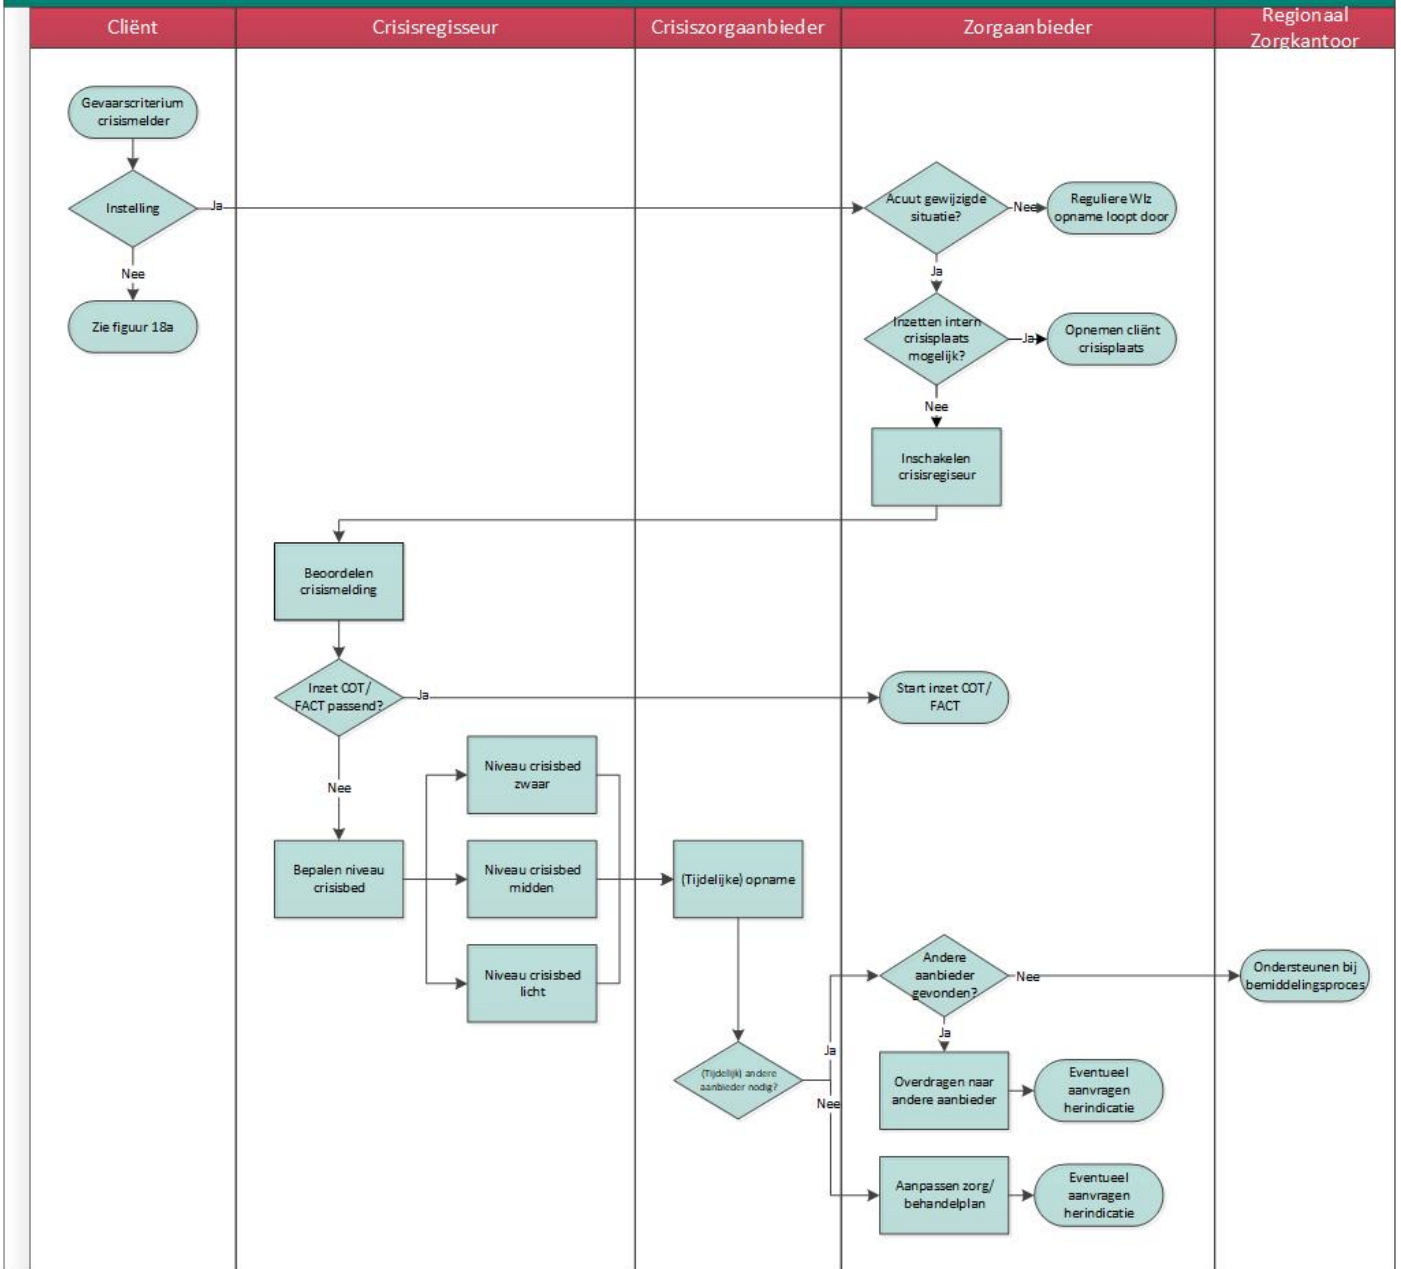 Cliënt
Crisisregisseur
Crisiszorgaanbieder
Zorgaanbieder
Regionaal
Zorgkantoor
Gevaarscriterium
crisismelder
Instelling
Ja
Acuut gewijzigde
situatie?
Nee
Reguliere Wlz
opname loopt door
Nee
Ja
Zie figuur 18a
Inzetten intern
crisisplaats
mogelijk?
Ja
Opnemen cliënt
crisisplaats
Nee
Inschakelen
crisisregiseur
Beoordelen
crisismelding
Inzet COT/
FACT passend?
Ja
Start inzet COT/
FACT
Nee
Niveau crisisbed
zwaar
Bepalen niveau
crisisbed
Niveau crisisbed
midden
(Tijdelijke) opname
Niveau crisisbed
licht
Andere
aanbieder
gevonden?
Nee
Ondersteunen bij
bemiddelingsproces
Ja
Ja
(Tijdelijk) andere
aanbieder nodig?
Nee
Overdragen naar
andere aanbieder
Eventueel
aanvragen
herindicatie
Aanpassen zorg/
behandelplan
Eventueel
aanvragen
herindicatie